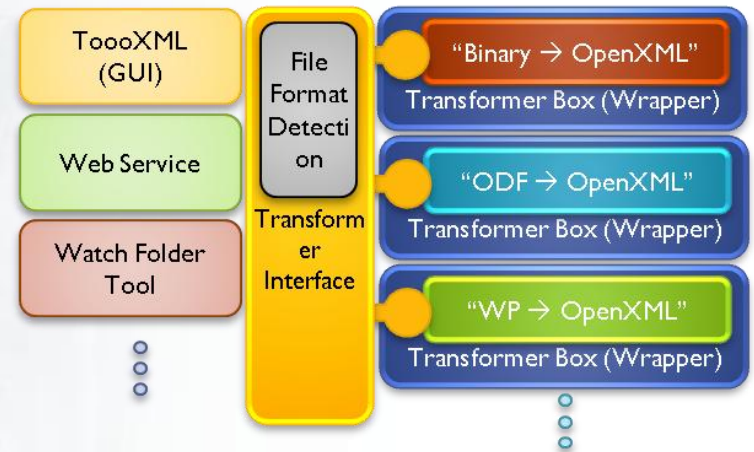 ToooXML
(GUI)
Web Service
Watch Folder
Tool
File
Format
Detecti
on
Transform
er
Interface
“Binary → OpenXML”
Transformer Box (Wrapper)
“ODF → OpenXML”
Transformer Box (Wrapper)
“WP → OpenXML”
Transformer Box (Wrapper)